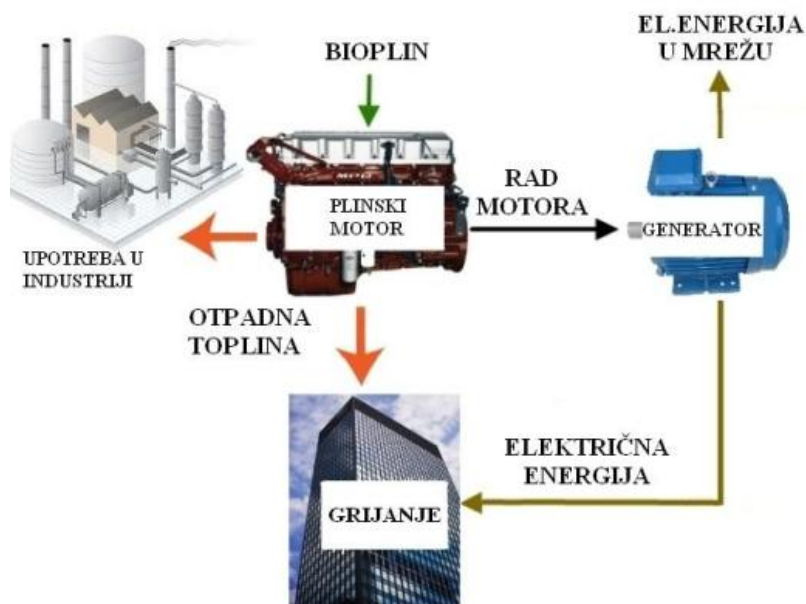 BIOPLIN
EL.ENERGIJA
U MREŽU
PLINSKI
MOTOR
RAD
MOTORA
GENERATOR
UPOTREBA U
INDUSTRIJI
OTPADNA
TOPLINA
ELEKTRIČNA
ENERGIJA
GRIJANJE